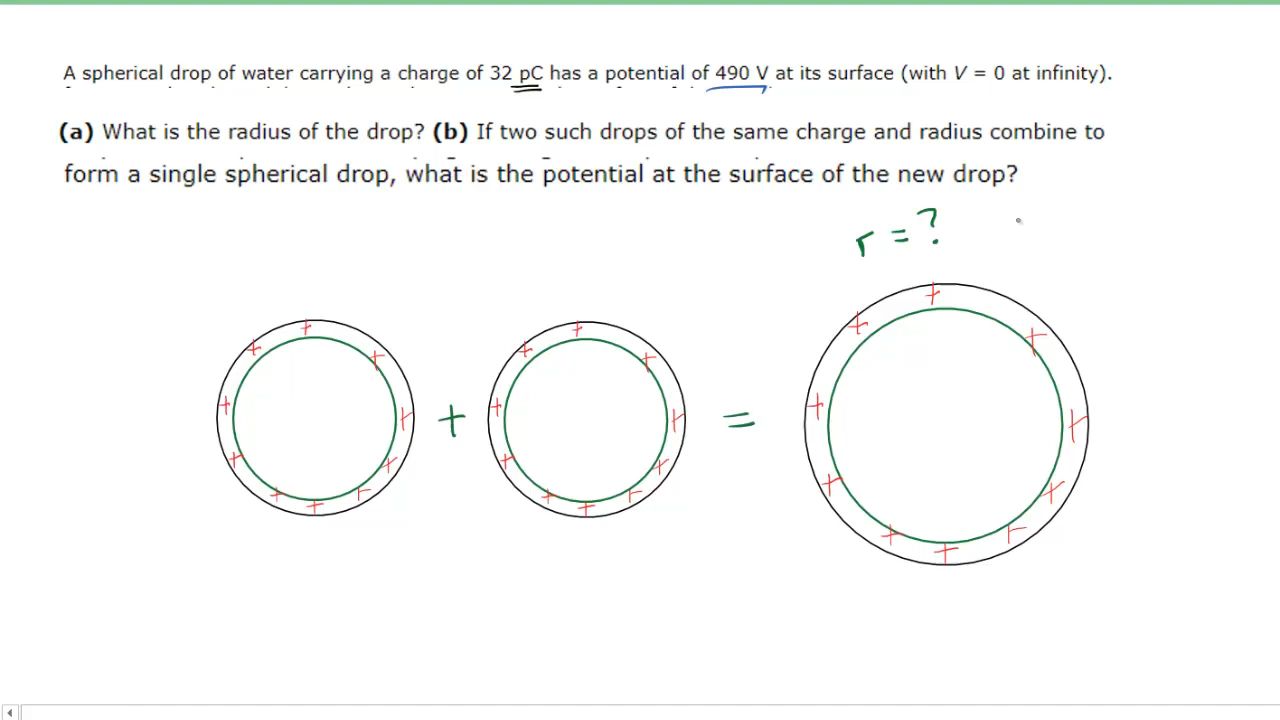 A spherical drop of water carrying a charge of 32 pC has a potential of 490 V at its surface (with V = 0 at infinity).
(a) What is the radius of the drop? (b) If two such drops of the same charge and radius combine to
form a single spherical drop, what is the potential at the surface of the new drop?
r = ?
+ + + + + + + + + +
+ + + + + + + + + +
+ + + + + + + + + +
+ =